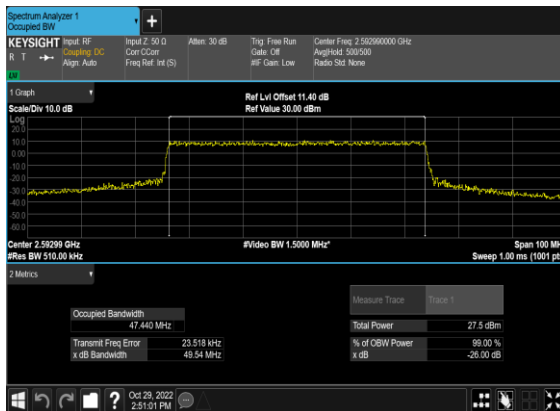 Spectrum Analyzer 1
Occupied BW
KEYSIGHT Input: RF Input Z: 50 Ω Atten: 30 dB Trig: Free Run Center Freq: 2.592990000 GHz
R T Coupling: DC Corr CCorr Gate: Off Avg|Hold: 500/500
Align: Auto Freq Ref: Int (S) #IF Gain: Low Radio Std: None
1 Graph
Ref Lvl Offset 11.40 dB
Scale/Div 10.0 dB Ref Value 30.00 dBm
Log
20.0
10.0
0.00
-10.0
-20.0
-30.0
-40.0
-50.0
-60.0
Center 2.59299 GHz #Video BW 1.5000 MHz* Span 100 MH
#Res BW 510.00 kHz Sweep 1.00 ms (1001 pts
2 Metrics
Measure Trace Trace 1
Occupied Bandwidth
47.440 MHz Total Power 27.5 dBm
Transmit Freq Error 23.518 kHz % of OBW Power 99.00 %
x dB Bandwidth 49.54 MHz x dB -26.00 dB
? Oct 29, 2022
2:51:01 PM